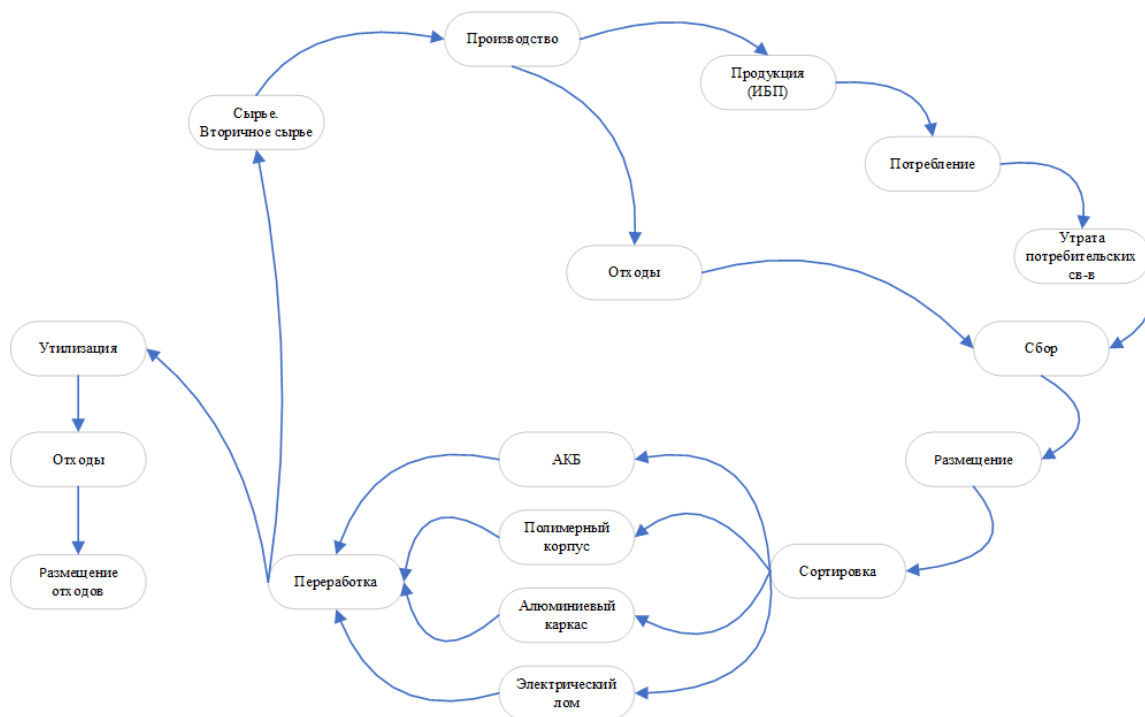 Производство
Продукция
(ИБП)
Сырье.
Вторичное сырье
Потребление
Утрата
потребительских
св-в
Отходы
Утилизация
Сбор
АКБ
Отходы
Размещение
Полимерный
корпус
Сортировка
Переработка
Размещение
отходов
Алюминиевый
каркас
Электрический
лом